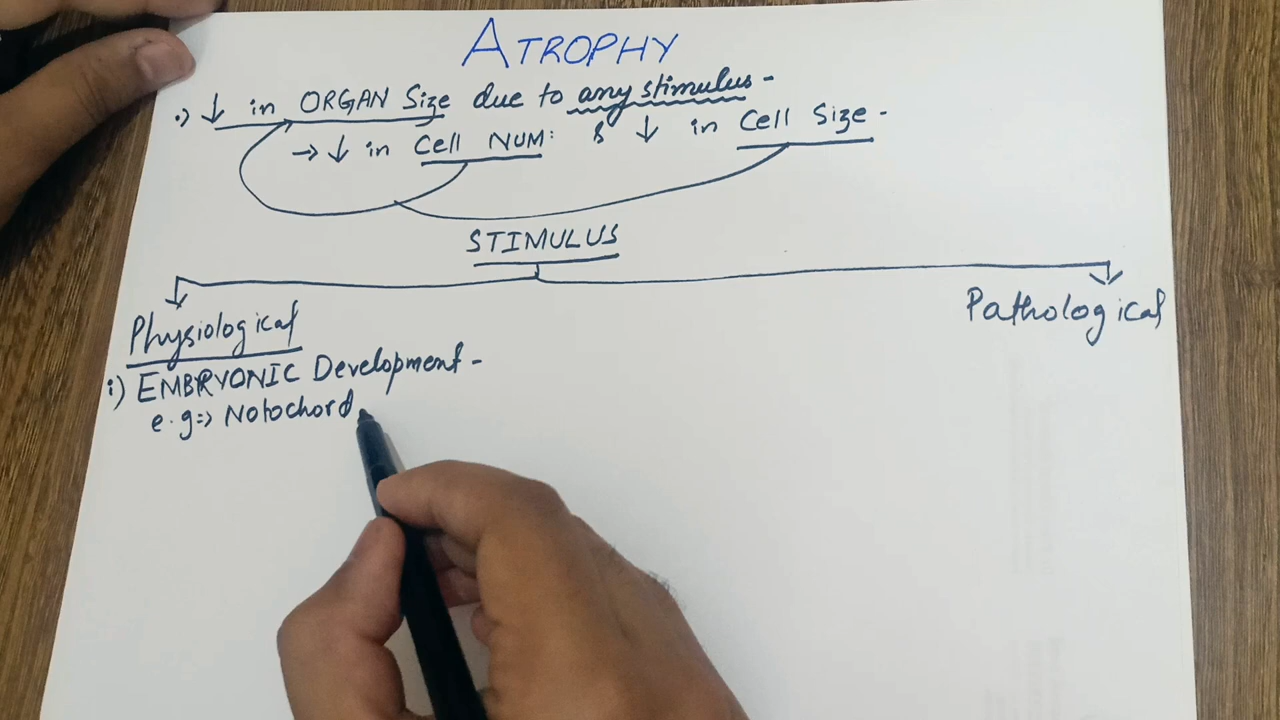 ATROPHY
.) ↓ in ORGAN Size due to any stimulus -
→ ↓ in Cell NUM: & ↓ in Cell Size -
STIMULUS
Physiological
Pathological
i) EMBRYONIC Development -
e.g => Notochord